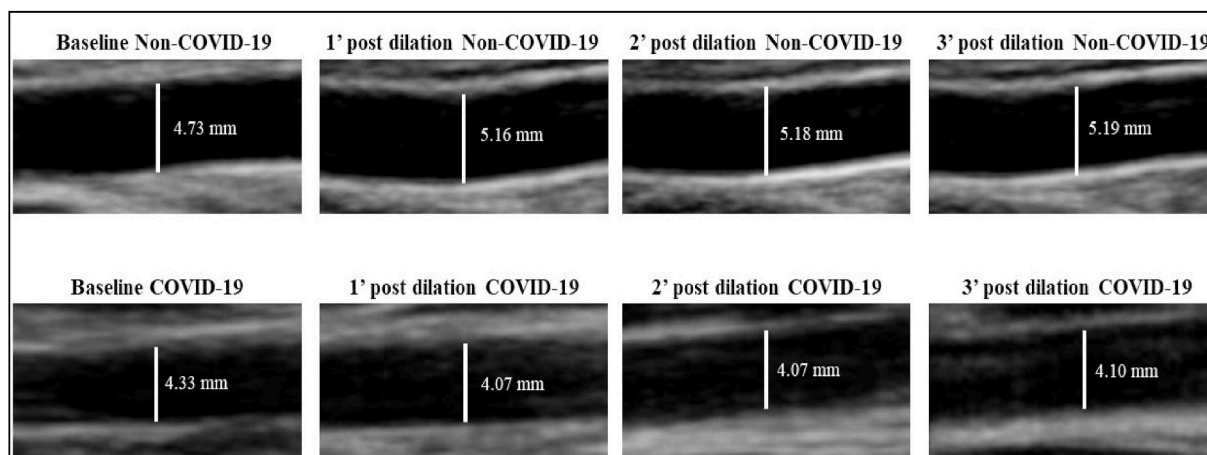 Baseline Non-COVID-19
1’ post dilation Non-COVID-19
2’ post dilation Non-COVID-19
3’ post dilation Non-COVID-19
4.73 mm
5.16 mm
5.18 mm
5.19 mm
Baseline COVID-19
1’ post dilation COVID-19
2’ post dilation COVID-19
3’ post dilation COVID-19
4.33 mm
4.07 mm
4.07 mm
4.10 mm